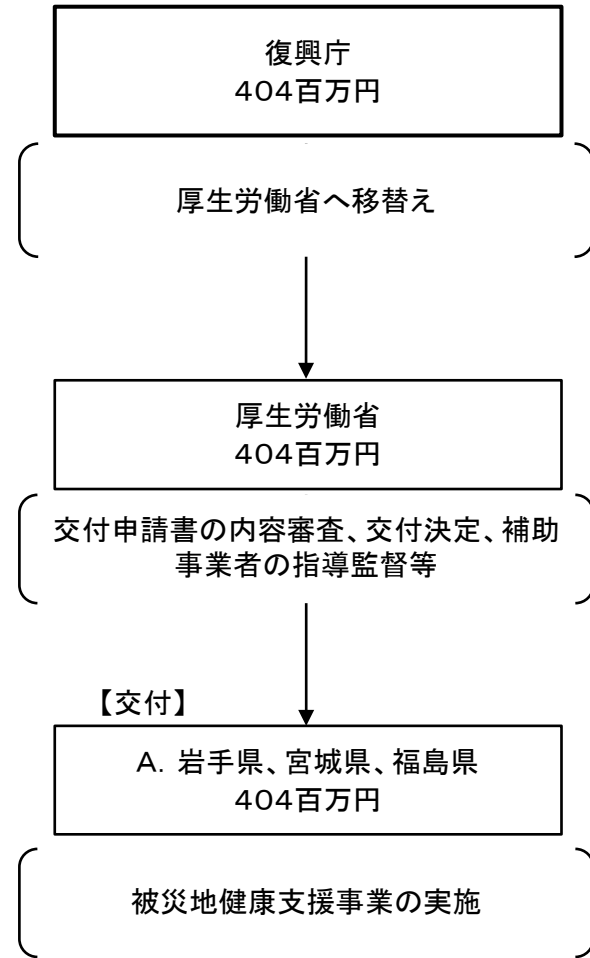 復興庁
404百万円
厚生労働省へ移替え
厚生労働省
404百万円
交付申請書の内容審査、交付決定、補助
事業者の指導監督等
【交付】
A. 岩手県、宮城県、福島県
404百万円
被災地健康支援事業の実施